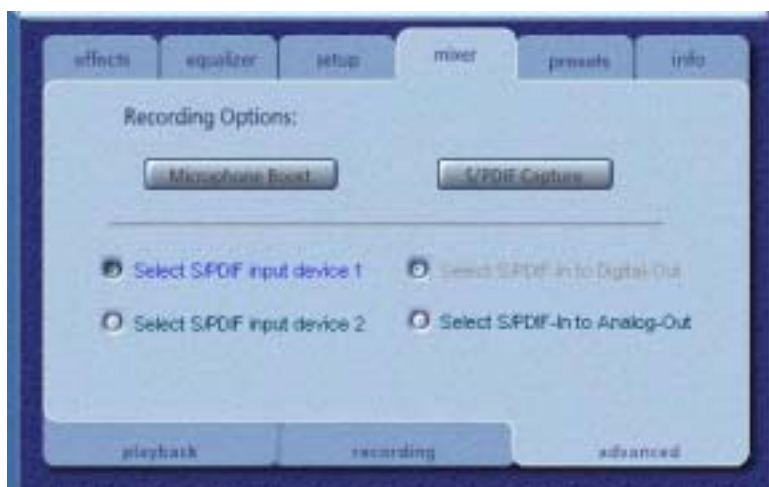 effects equalizer setup mixer presets info
Recording Options:
Microphone Boost S/PDIF Capture
Select S/PDIF input device 1 Select S/PDIF-In to Digital-Out
Select S/PDIF input device 2 Select S/PDIF-In to Analog-Out
playback recording advanced